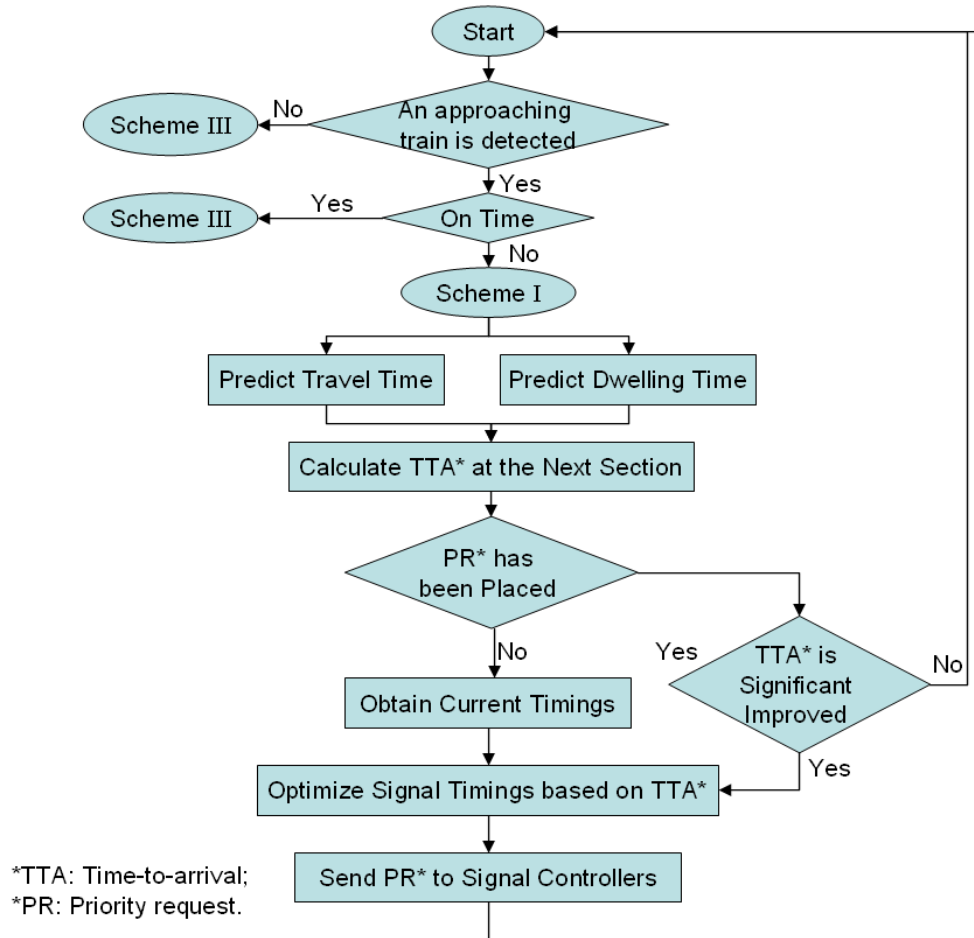 Start
An approaching
train is detected
No
Scheme III
Yes
On Time
Yes
Scheme III
No
Scheme I
Predict Travel Time
Predict Dwelling Time
Calculate TTA* at the Next Section
PR* has
been Placed
Yes
No
TTA* is
Significant
Improved
No
Yes
Obtain Current Timings
Optimize Signal Timings based on TTA*
Send PR* to Signal Controllers
*TTA: Time-to-arrival;
*PR: Priority request.